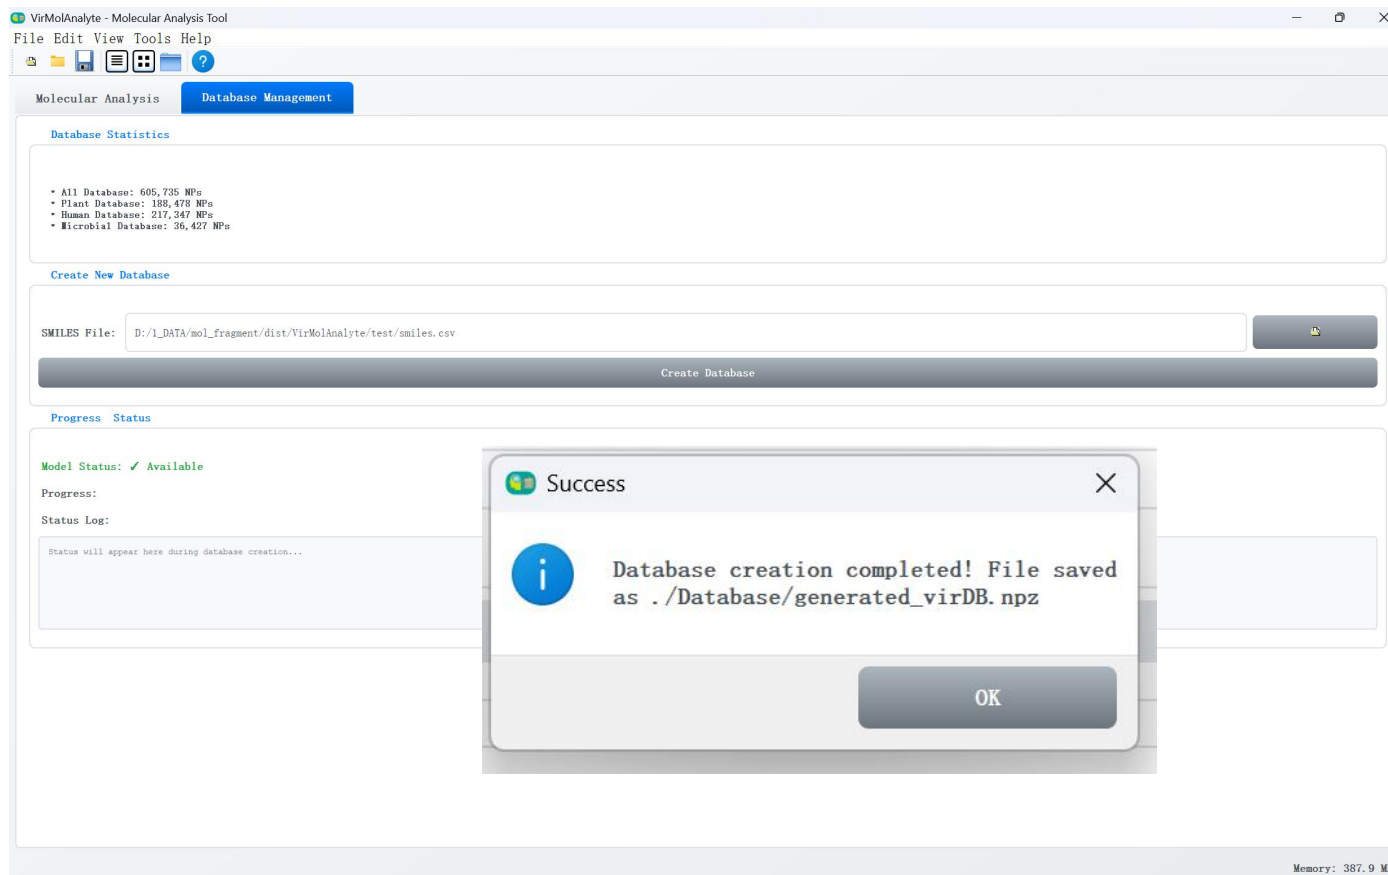 VirMolAnalyte - Molecular Analysis Tool
File Edit View Tools Help
?
Molecular Analysis Database Management
Database Statistics
• All Database: 605,735 NPs
• Plant Database: 188,478 NPs
• Human Database: 217,347 NPs
• Microbial Database: 36,427 NPs
Create New Database
SMILES File: D:/1_DATA/mol_fragment/dist/VirMolAnalyte/test/smiles.csv
Create Database
Progress Status
Model Status: ✓ Available
Progress:
Status Log:
Status will appear here during database creation...
Success
Database creation completed! File saved
as ./Database/generated_virDB.npz
OK
Memory: 387.9 M